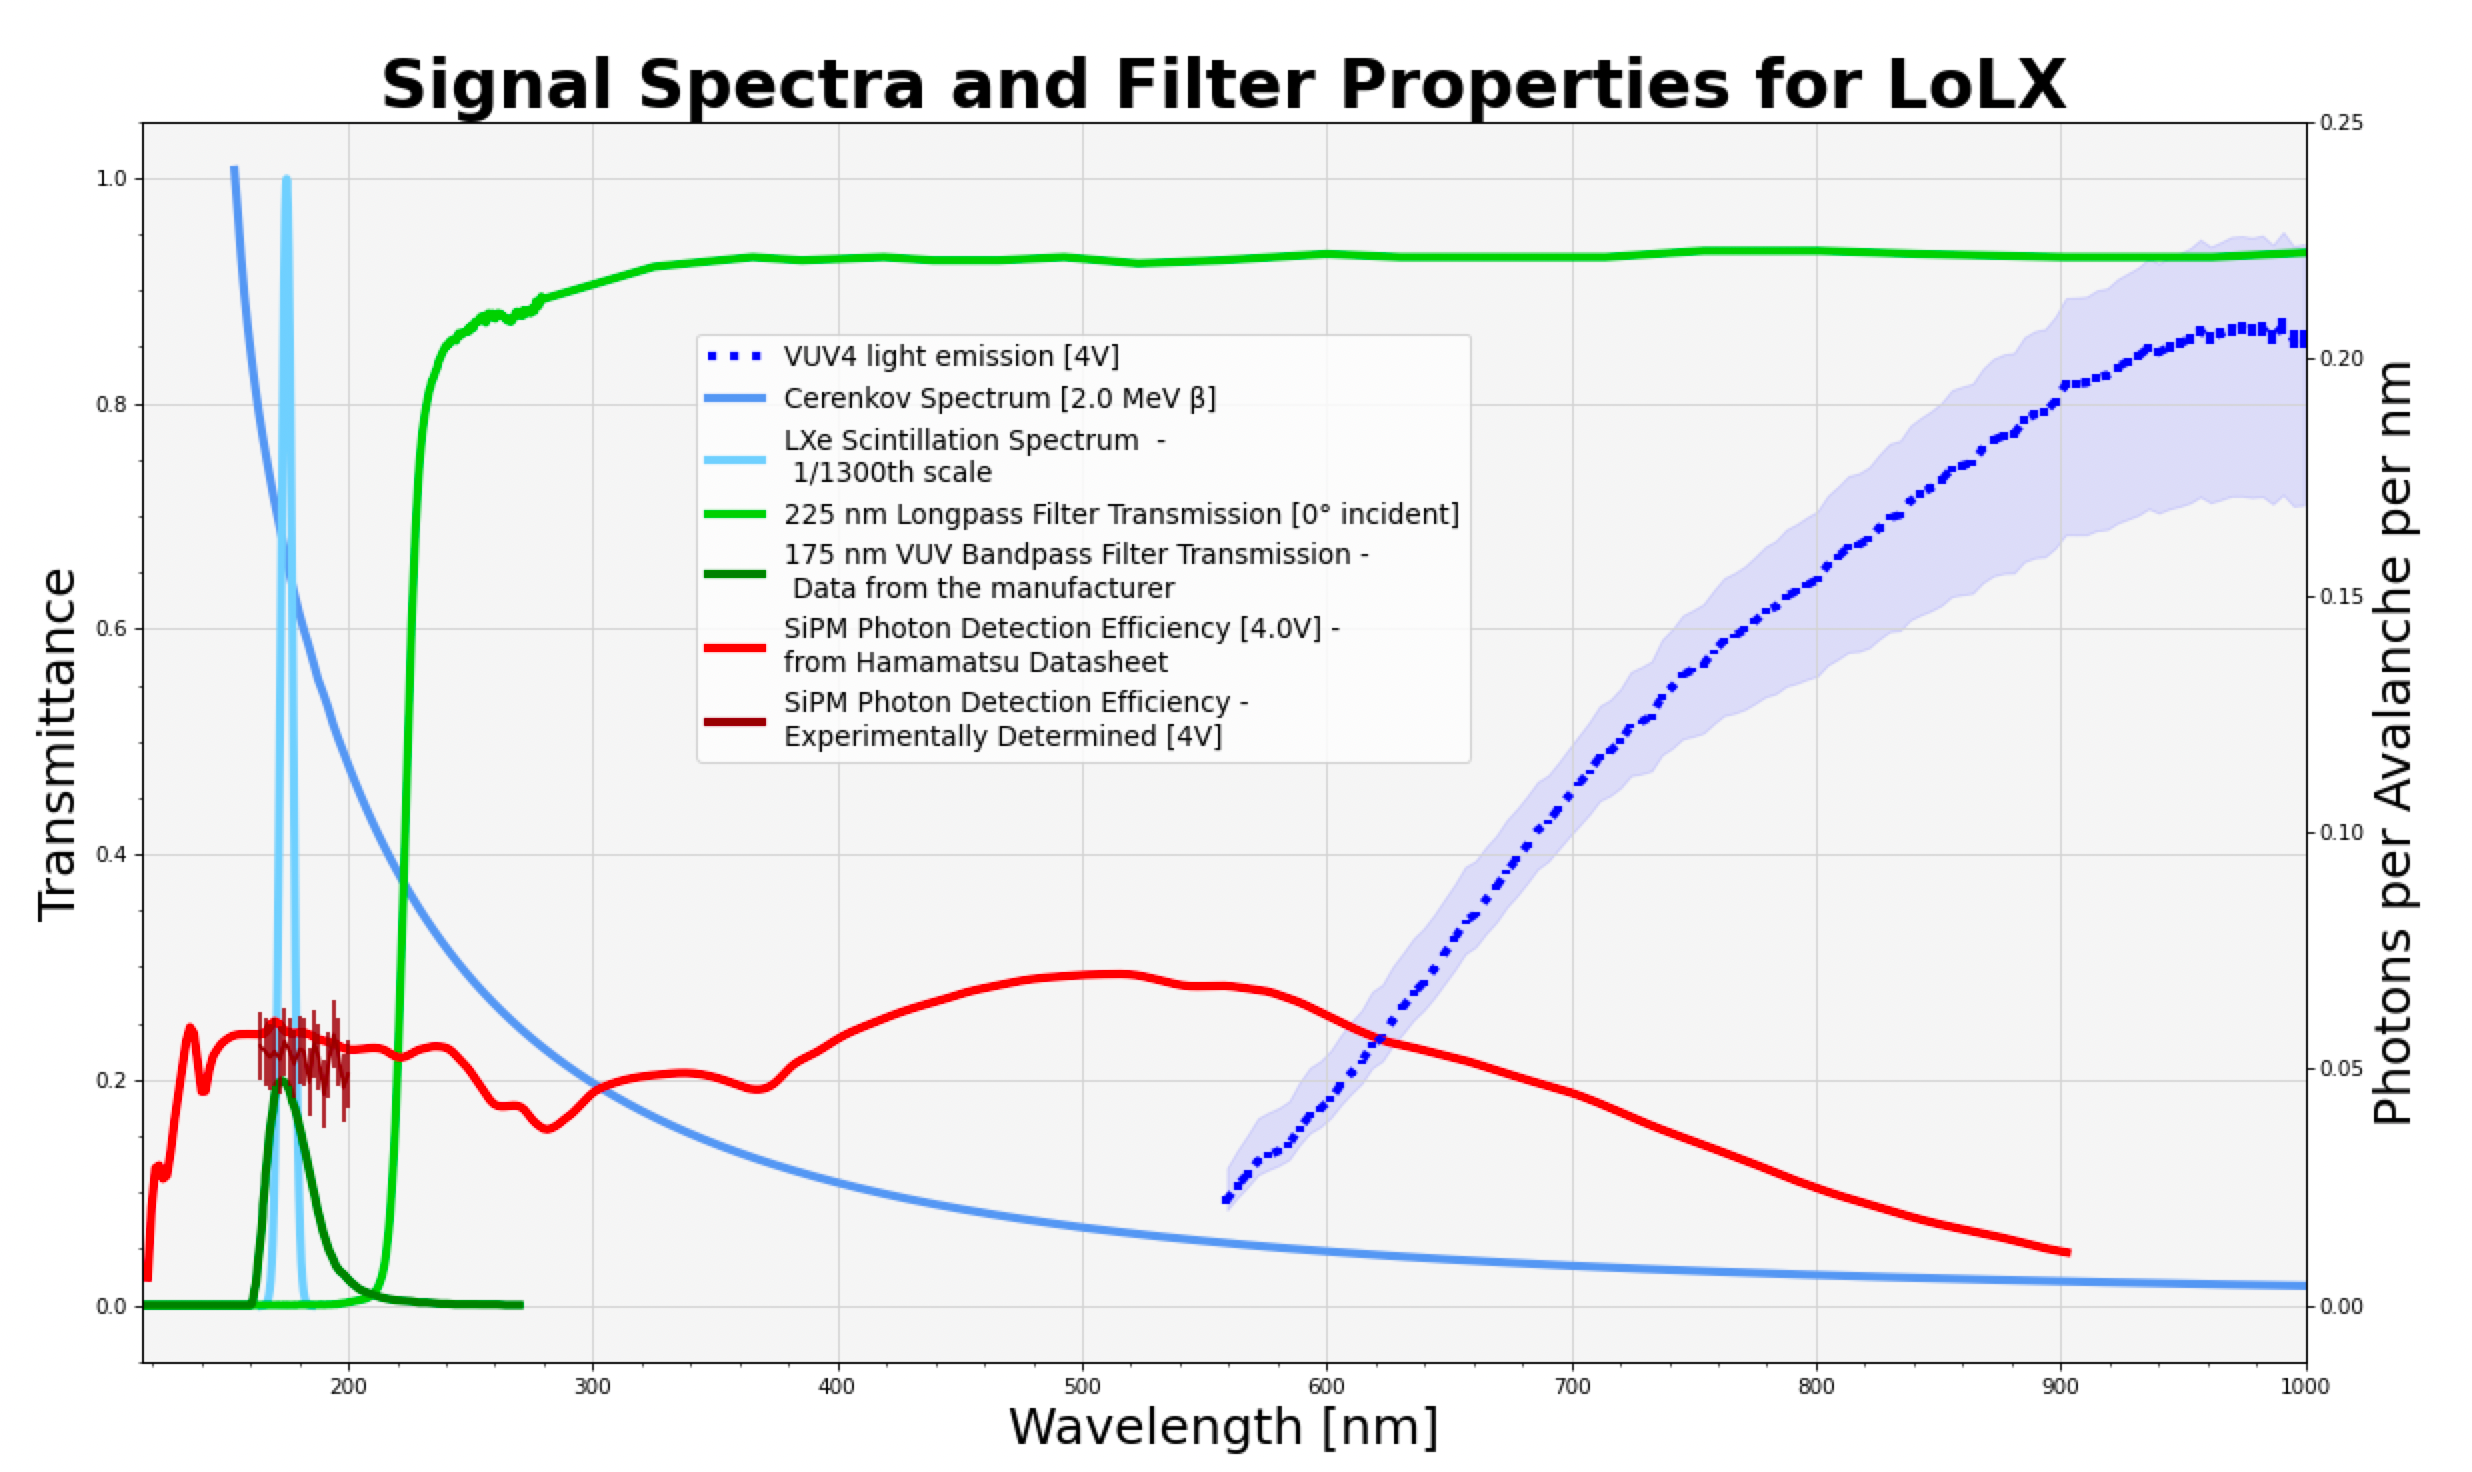 Signal Spectra and Filter Properties for LoLX
Transmittance
1.0
0.8
0.6
0.4
0.2
0.0
VUV4 light emission [4V]
Cerenkov Spectrum [2.0 MeV β]
LXe Scintillation Spectrum -
1/1300th scale
225 nm Longpass Filter Transmission [0° incident]
175 nm VUV Bandpass Filter Transmission -
Data from the manufacturer
SiPM Photon Detection Efficiency [4.0V] -
from Hamamatsu Datasheet
SiPM Photon Detection Efficiency -
Experimentally Determined [4V]
0.25
0.20
0.15
0.10
0.05
0.00
Photons per Avalanche per nm
200 300 400 500 600 700 800 900 1000
Wavelength [nm]